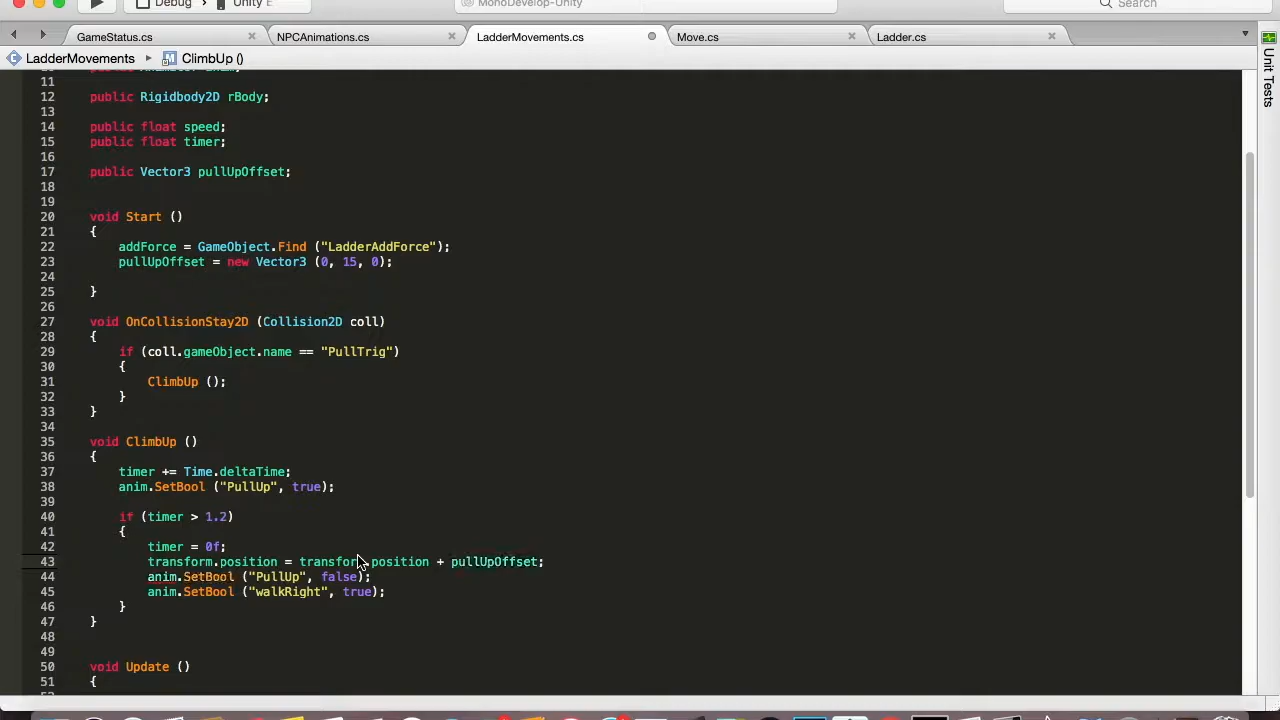 Debug
Unity E
MonoDevelop-Unity
Search
GameStatus.cs
NPCAnimations.cs
LadderMovements.cs
Move.cs
Ladder.cs
LadderMovements
ClimbUp ()
Unit Tests
11
12 public Rigidbody2D rBody;
13
14 public float speed;
15 public float timer;
16
17 public Vector3 pullUpOffset;
18
19
20 void Start ()
21 {
22 addForce = GameObject.Find ("LadderAddForce");
23 pullUpOffset = new Vector3 (0, 15, 0);
24
25 }
26
27 void OnCollisionStay2D (Collision2D coll)
28 {
29 if (coll.gameObject.name == "PullTrig")
30 {
31 ClimbUp ();
32 }
33 }
34
35 void ClimbUp ()
36 {
37 timer += Time.deltaTime;
38 anim.SetBool ("PullUp", true);
39
40 if (timer > 1.2)
41 {
42 timer = 0f;
43 transform.position = transform.position + pullUpOffset;
44 anim.SetBool ("PullUp", false);
45 anim.SetBool ("walkRight", true);
46 }
47 }
48
49
50 void Update ()
51 {